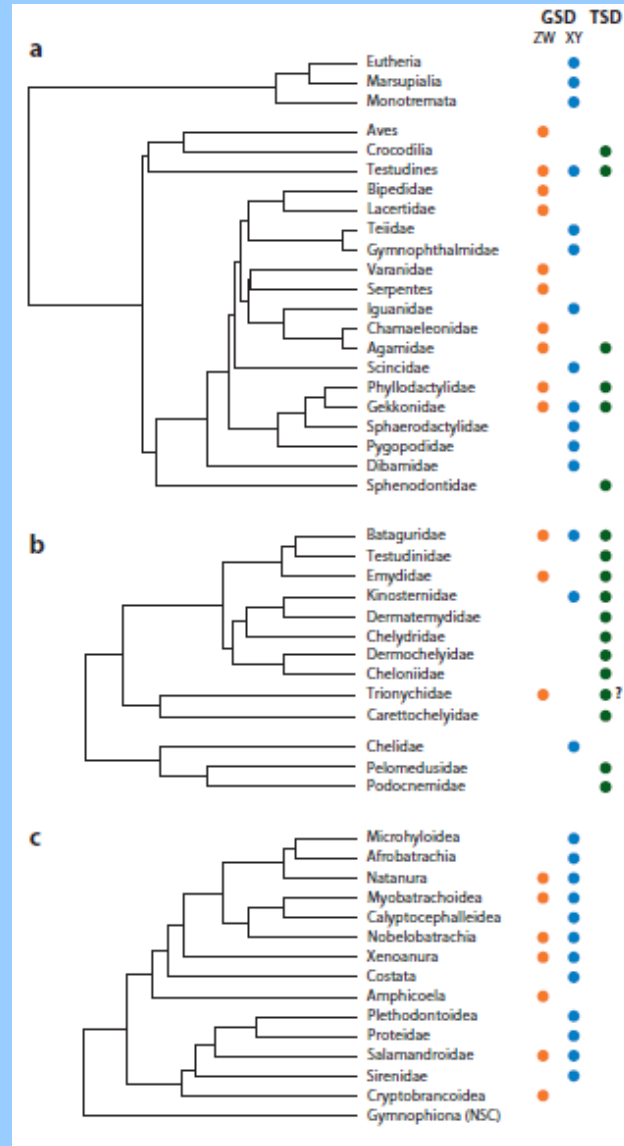 GSD TSD
ZW XY
a
Eutheria
Marsupialia
Monotremata
Aves
Crocodilia
Testudines
Bipedidae
Lacertidae
Teiidae
Gymnophthalmidae
Varanidae
Serpentes
Iguanidae
Chamaeleonidae
Agamidae
Scincidae
Phyllodactylidae
Gekkonidae
Sphaerodactylidae
Pygopodidae
Dibamidae
Sphenodontidae
b
Bataguridae
Testudinidae
Emydidae
Kinosternidae
Dermatemydidae
Chelydridae
Dermochelyidae
Cheloniidae
Trionychidae ?
Carettochelyidae
Chelidae
Pelomedusidae
Podocnemidae
c
Microhyloidea
Afrobatrachia
Natanura
Myobatrachoidea
Calyptocephalleidea
Nobelobatrachia
Xenoanura
Costata
Amphicoela
Plethodontoidea
Proteidae
Salamandroidae
Sirenidae
Cryptobrancoidea
Gymnophiona (NSC)